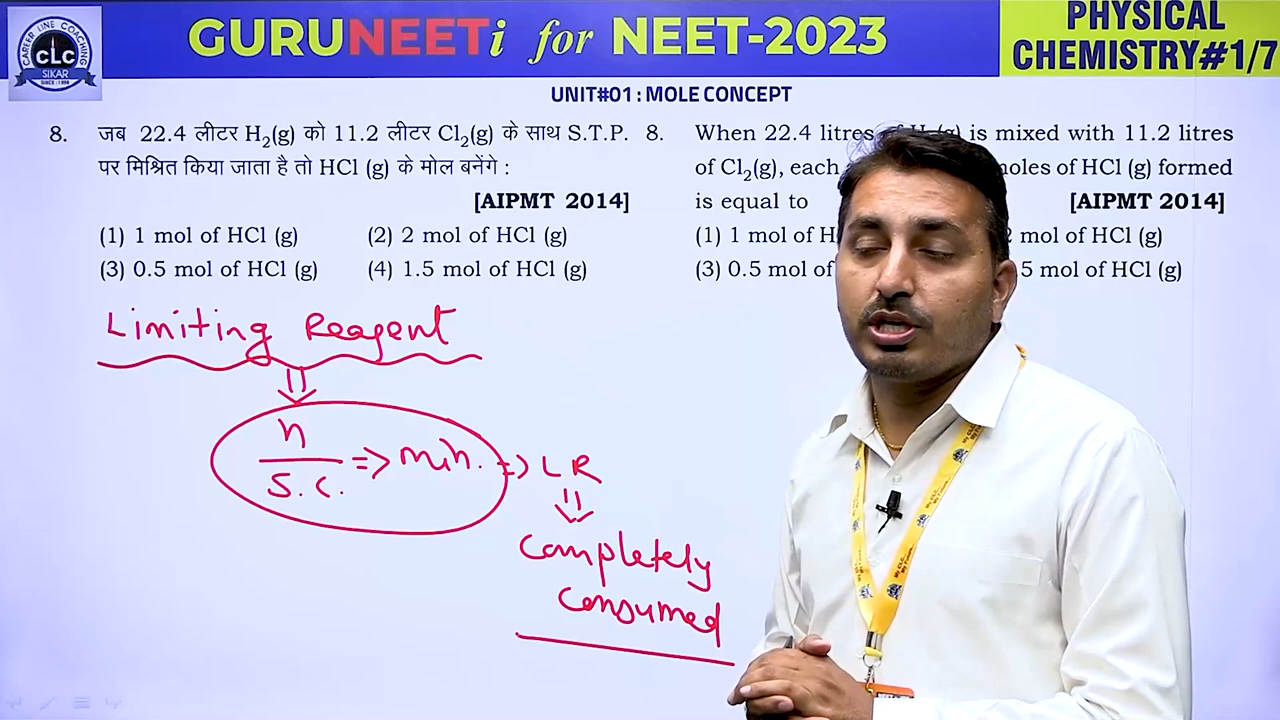 CAREER LINE COACHING
CLC
SIKAR
SINCE : 1996
GURUNEETi for NEET-2023
PHYSICAL
CHEMISTRY#1/7
UNIT#01 : MOLE CONCEPT
8. जब 22.4 लीटर H₂(g) को 11.2 लीटर Cl₂(g) के साथ S.T.P.
पर मिश्रित किया जाता है तो HCl (g) के मोल बनेंगे :
[AIPMT 2014]
(1) 1 mol of HCl (g) (2) 2 mol of HCl (g)
(3) 0.5 mol of HCl (g) (4) 1.5 mol of HCl (g)
8. When 22.4 litres H₂(g) is mixed with 11.2 litres
of Cl₂(g), each moles of HCl (g) formed
is equal to [AIPMT 2014]
(1) 1 mol of H 2 mol of HCl (g)
(3) 0.5 mol of 5 mol of HCl (g)
Limiting Reagent
n
S.C. => min. => LR
Completely
Consumed